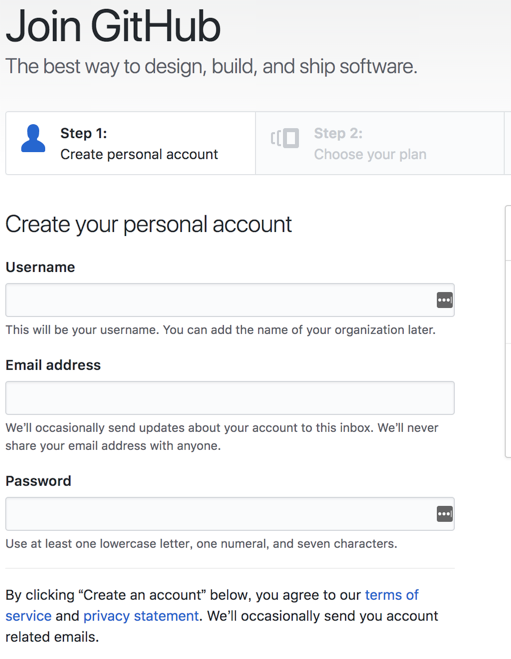 Join GitHub
The best way to design, build, and ship software.
Step 1:
Create personal account
Step 2:
Choose your plan
Create your personal account
Username
This will be your username. You can add the name of your organization later.
Email address
We’ll occasionally send updates about your account to this inbox. We’ll never
share your email address with anyone.
Password
Use at least one lowercase letter, one numeral, and seven characters.
By clicking “Create an account” below, you agree to our terms of
service and privacy statement. We’ll occasionally send you account
related emails.